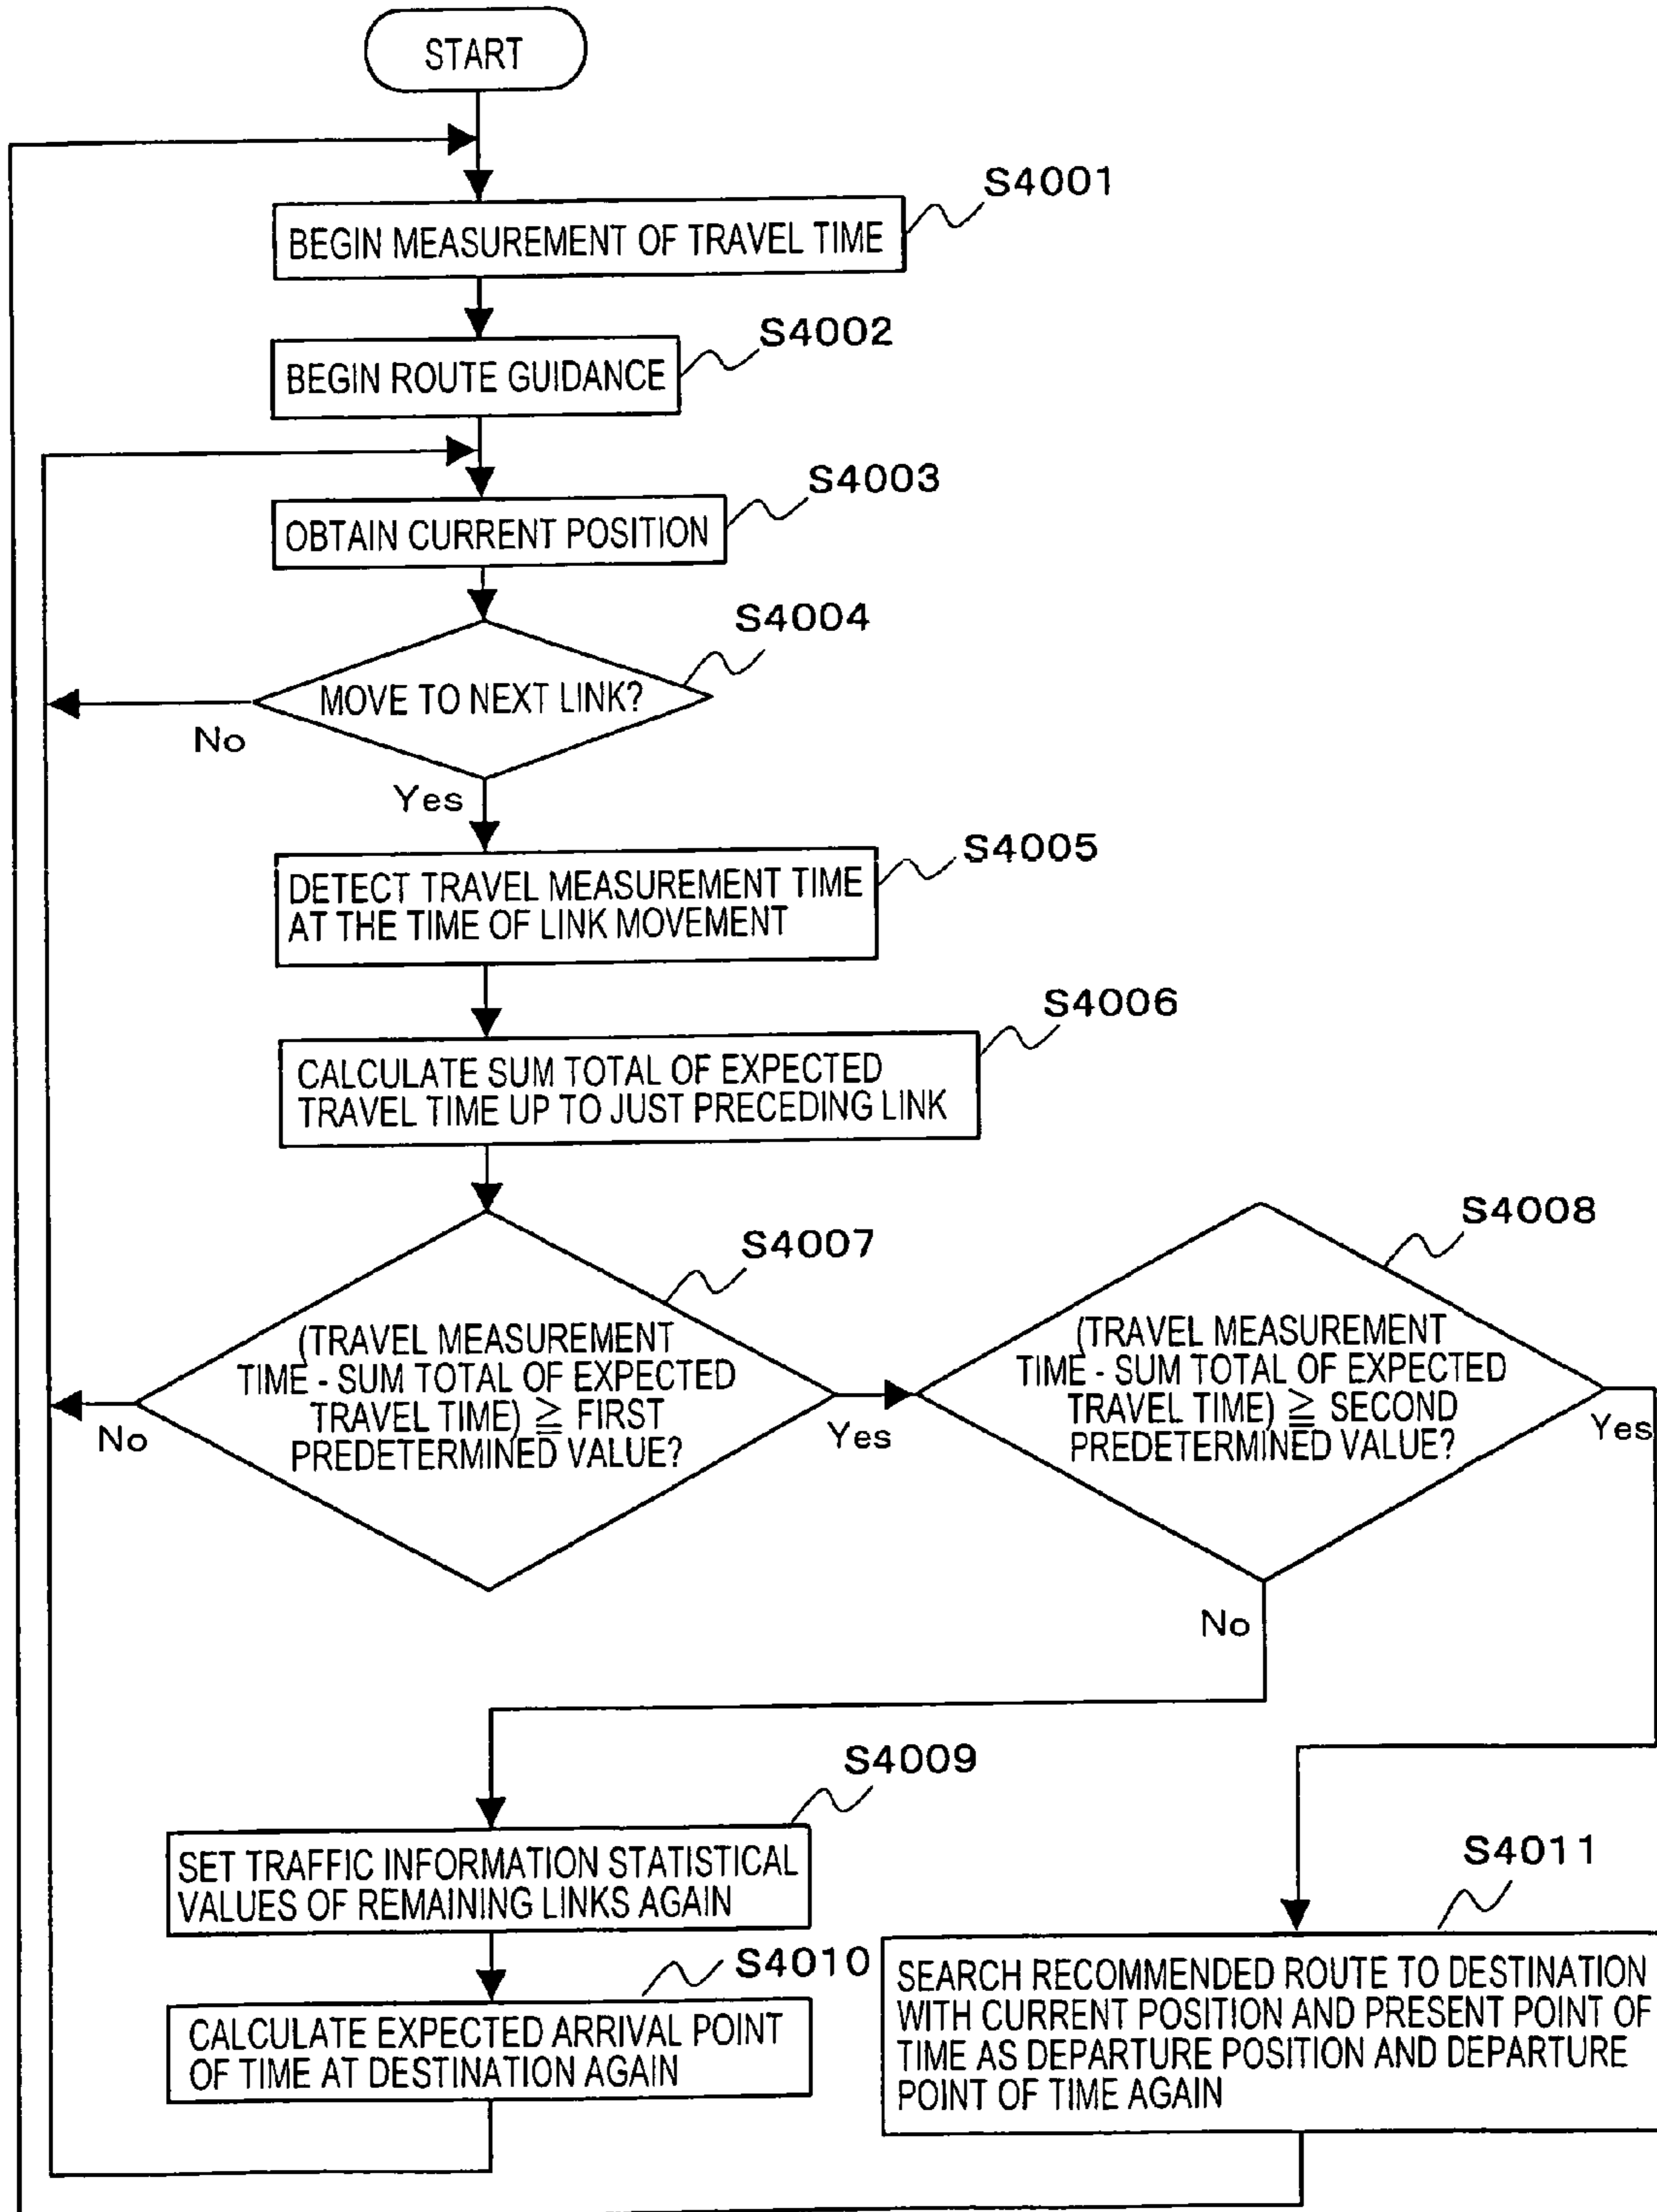 START
S4001
BEGIN MEASUREMENT OF TRAVEL TIME
S4002
BEGIN ROUTE GUIDANCE
S4003
OBTAIN CURRENT POSITION
S4004
MOVE TO NEXT LINK?
No
Yes
S4005
DETECT TRAVEL MEASUREMENT TIME
AT THE TIME OF LINK MOVEMENT
S4006
CALCULATE SUM TOTAL OF EXPECTED
TRAVEL TIME UP TO JUST PRECEDING LINK
S4007
(TRAVEL MEASUREMENT
TIME - SUM TOTAL OF EXPECTED
TRAVEL TIME) ≧ FIRST
PREDETERMINED VALUE?
No
Yes
S4008
(TRAVEL MEASUREMENT
TIME - SUM TOTAL OF EXPECTED
TRAVEL TIME) ≧ SECOND
PREDETERMINED VALUE?
Yes
No
S4009
SET TRAFFIC INFORMATION STATISTICAL
VALUES OF REMAINING LINKS AGAIN
S4010
CALCULATE EXPECTED ARRIVAL POINT
OF TIME AT DESTINATION AGAIN
S4011
SEARCH RECOMMENDED ROUTE TO DESTINATION
WITH CURRENT POSITION AND PRESENT POINT OF
TIME AS DEPARTURE POSITION AND DEPARTURE
POINT OF TIME AGAIN